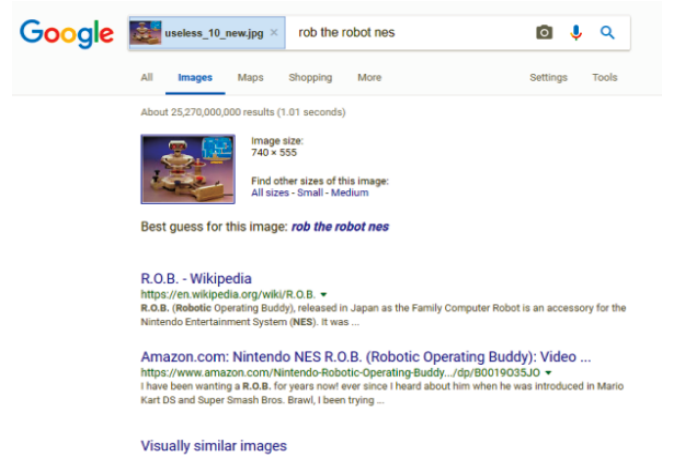 Google useless_10_new.jpg × rob the robot nes
All Images Maps Shopping More Settings Tools
About 25,270,000,000 results (1.01 seconds)
Image size:
740 × 555
Find other sizes of this image:
All sizes - Small - Medium
Best guess for this image: rob the robot nes
R.O.B. - Wikipedia
https://en.wikipedia.org/wiki/R.O.B. ▼
R.O.B. (Robotic Operating Buddy), released in Japan as the Family Computer Robot is an accessory for the
Nintendo Entertainment System (NES). It was ...
Amazon.com: Nintendo NES R.O.B. (Robotic Operating Buddy): Video ...
https://www.amazon.com/Nintendo-Robotic-Operating-Buddy.../dp/B0019O35JO ▼
I have been wanting a R.O.B. for years now! ever since I heard about him when he was introduced in Mario
Kart DS and Super Smash Bros. Brawl, I been trying ...
Visually similar images